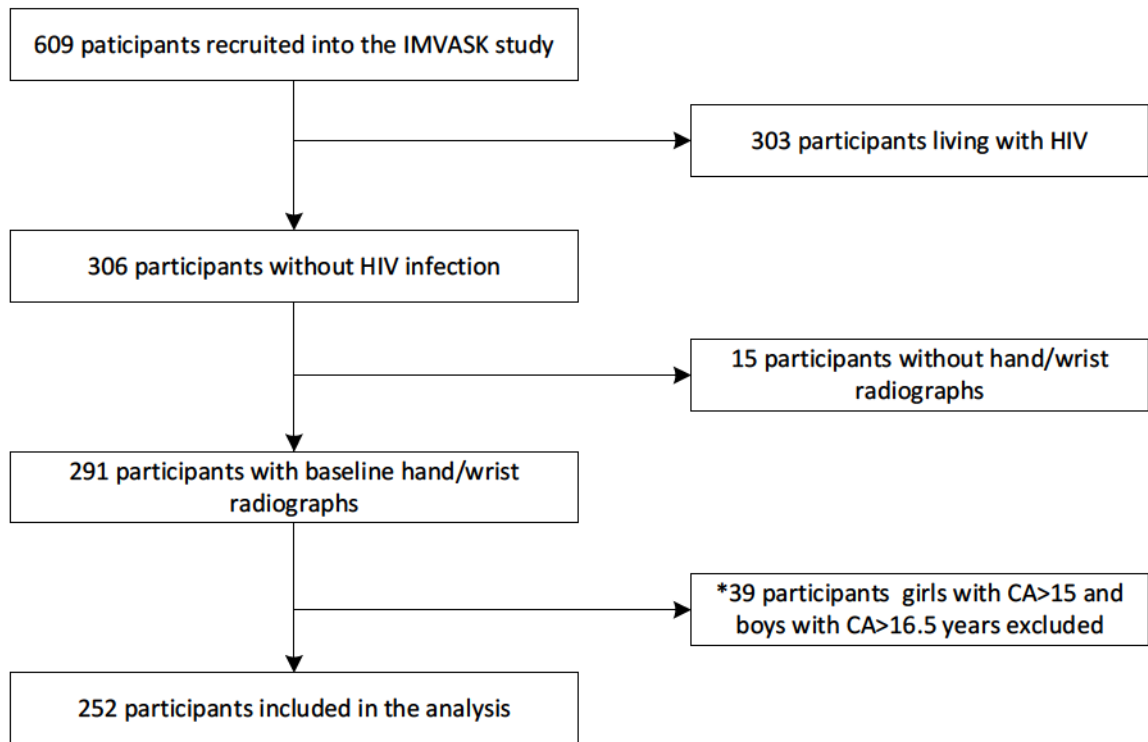 609 paticipants recruited into the IMVASK study
303 participants living with HIV
306 participants without HIV infection
15 participants without hand/wrist
radiographs
291 participants with baseline hand/wrist
radiographs
*39 participants  girls with CA>15 and
boys with CA>16.5 years excluded
252 participants included in the analysis